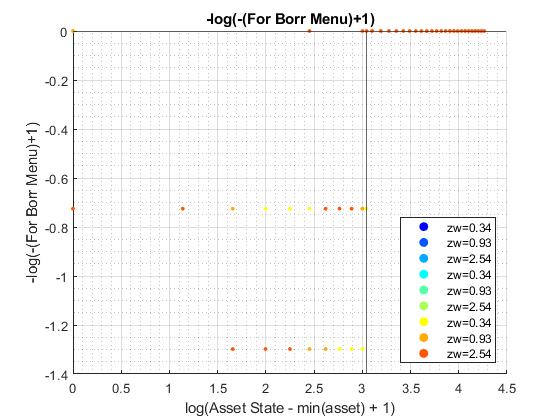 -log(-(For Borr Menu)+1)
0
-0.2
-0.4
-0.6
-0.8
-1
-1.2
-1.4
-log(-(For Borr Menu)+1)
zw=0.34
zw=0.93
zw=2.54
zw=0.34
zw=0.93
zw=2.54
zw=0.34
zw=0.93
zw=2.54
0 0.5 1 1.5 2 2.5 3 3.5 4 4.5
log(Asset State - min(asset) + 1)